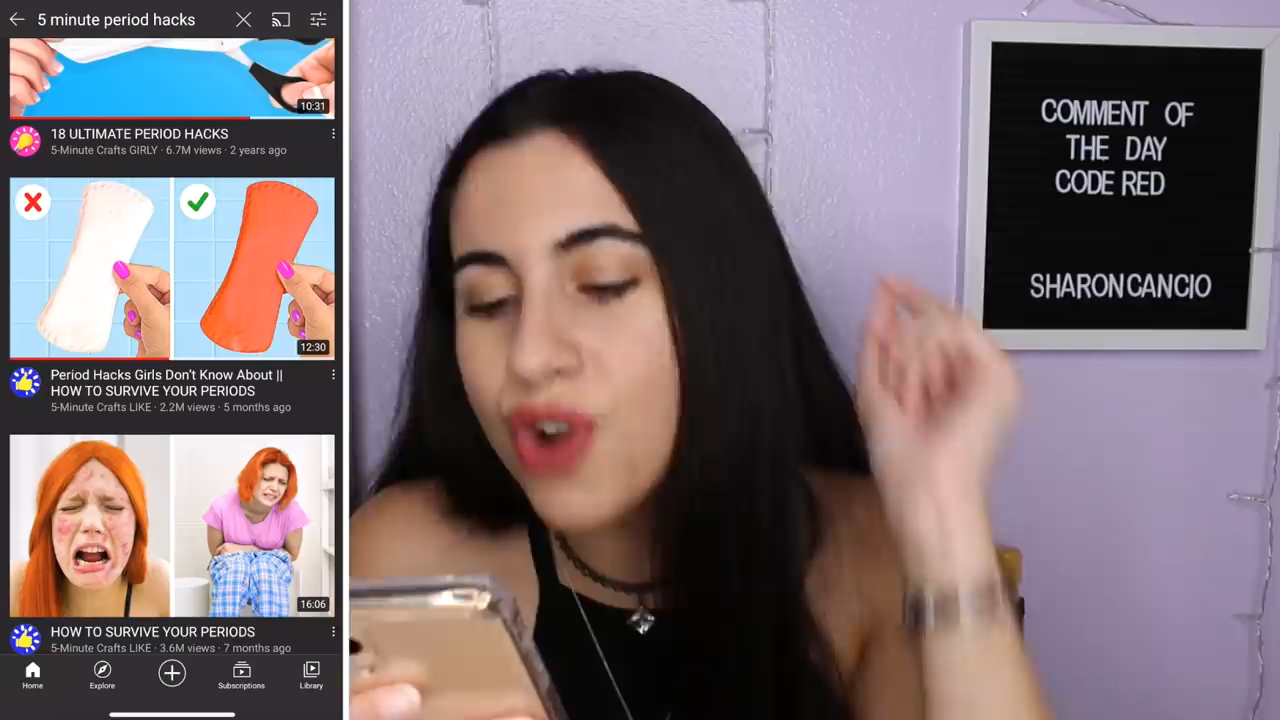 5 minute period hacks
10:31
18 ULTIMATE PERIOD HACKS
5-Minute Crafts GIRLY · 6.7M views · 2 years ago
12:30
Period Hacks Girls Don't Know About ||
HOW TO SURVIVE YOUR PERIODS
5-Minute Crafts LIKE · 2.2M views · 5 months ago
16:06
HOW TO SURVIVE YOUR PERIODS
5-Minute Crafts LIKE · 3.6M views · 7 months ago
Home
Explore
Subscriptions
Library
COMMENT OF
THE DAY
CODE RED
SHARONCANCIO